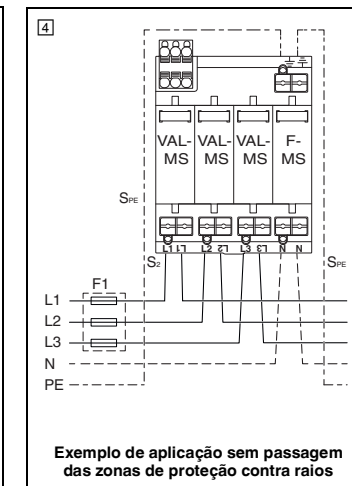 4
VAL-MS VAL-MS VAL-MS F-MS
SPE
L1 L1 L2 L2 L3 L3 N N
S2 SPE
F1
L1
L2
L3
N
PE
Exemplo de aplicação sem passagem
das zonas de proteção contra raios